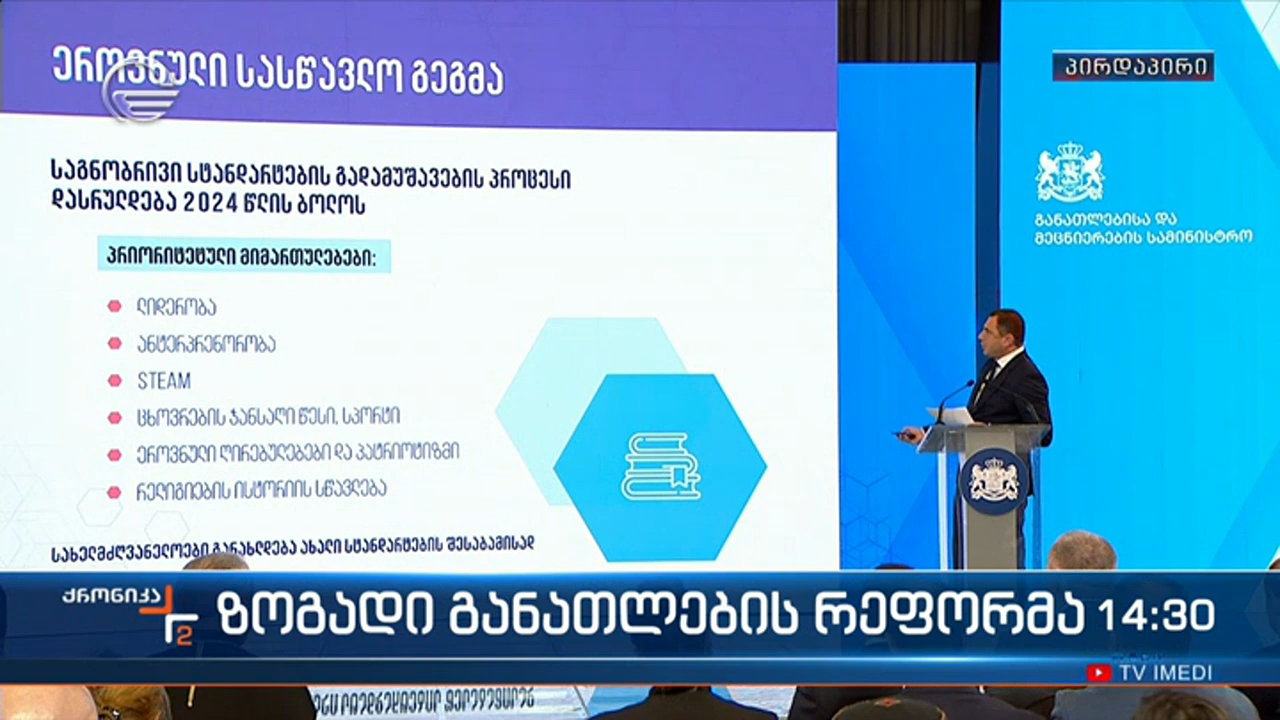 ეროვნული სასწავლო გეგმა
პირდაპირი
საგნობრივი სტანდარტების გადამუშავების პროცესი
დასრულდება 2024 წლის ბოლოს
პრიორიტეტული მიმართულებები:
ლიდერობა
ანტერპრენორობა
STEAM
ცხოვრების ჯანსაღი წესი, სპორტი
ეროვნული ღირებულებები და პატრიოტიზმი
რელიგიების ისტორიის სწავლება
სახელმძღვანელოები განახლდება ახალი სტანდარტების შესაბამისად
განათლებისა და
მეცნიერების სამინისტრო
ქრონიკა
2
ზოგადი განათლების რეფორმა 14:30
TV IMEDI